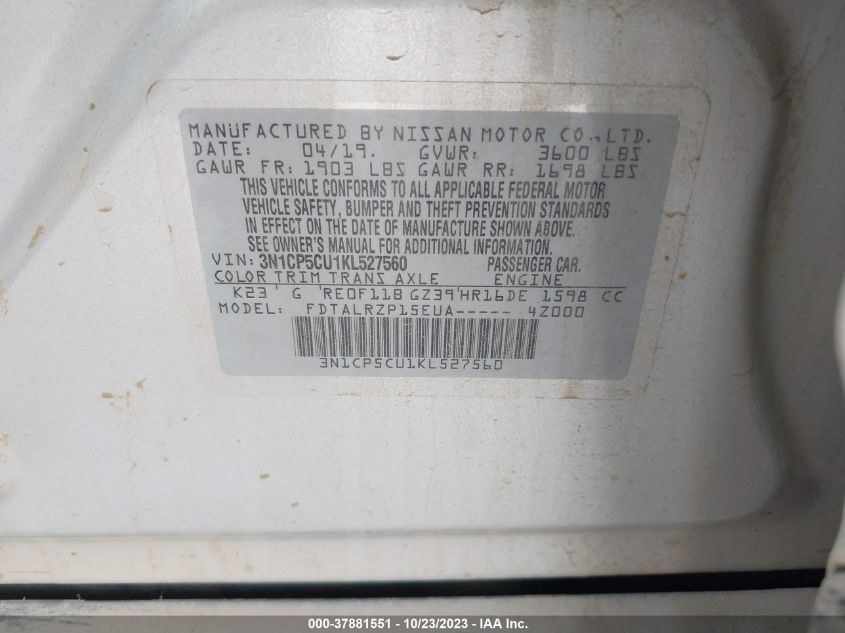 MANUFACTURED BY NISSAN MOTOR CO., LTD.
DATE: 04/19. GVWR: 3600 LBS
GAWR FR: 1903 LBS GAWR RR: 1698 LBS
THIS VEHICLE CONFORMS TO ALL APPLICABLE FEDERAL MOTOR
VEHICLE SAFETY, BUMPER AND THEFT PREVENTION STANDARDS
IN EFFECT ON THE DATE OF MANUFACTURE SHOWN ABOVE.
SEE OWNER'S MANUAL FOR ADDITIONAL INFORMATION.
VIN: 3N1CP5CU1KL527560 PASSENGER CAR.
COLOR TRIM TRANS AXLE ENGINE
K23 G RE0F11B GZ39 HR16DE 1598 CC
MODEL: FDTALRZP15EUA----- 4Z000
3N1CP5CU1KL527560
000-37881551 | 10/23/2023 | IAA Inc.